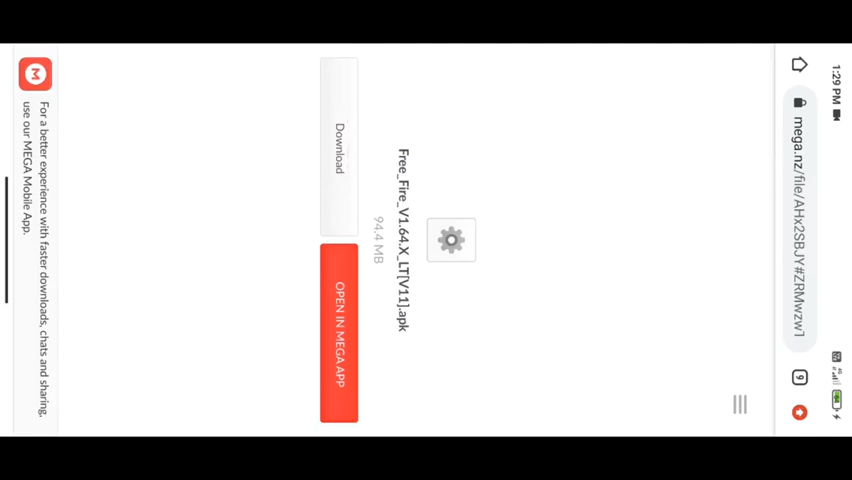 1:29 PM
mega.nz/file/AHx2SBJY#ZRMwzw1
9
Free_Fire_V1.64.X_LT[V11].apk
94.4 MB
Download
OPEN IN MEGA APP
M
For a better experience with faster downloads, chats and sharing,
use our MEGA Mobile App.